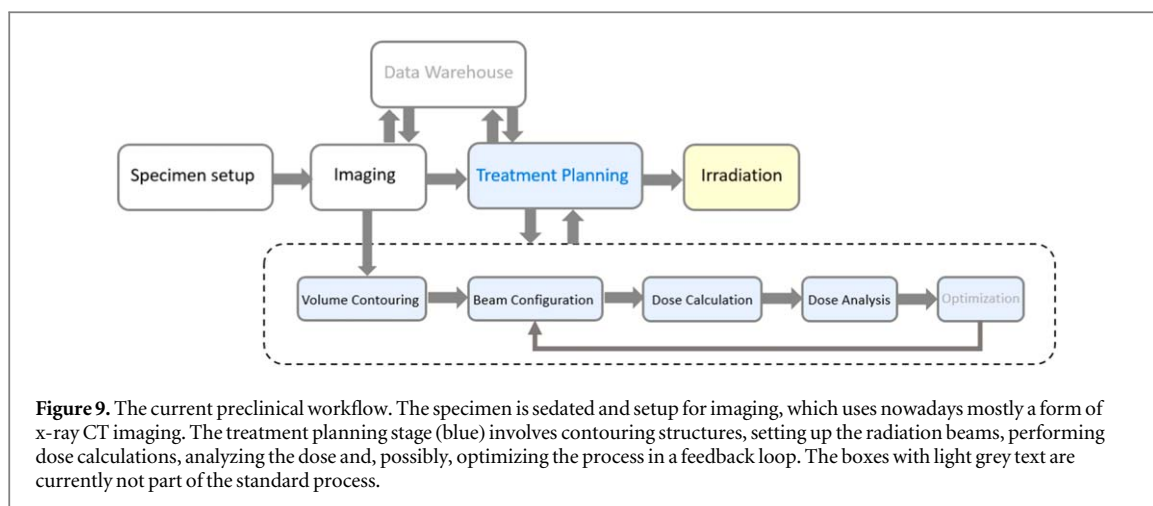 Data Warehouse
Specimen setup
Imaging
Treatment Planning
Irradiation
Volume Contouring
Beam Configuration
Dose Calculation
Dose Analysis
Optimization
Figure 9. The current preclinical workflow. The specimen is sedated and setup for imaging, which uses nowadays mostly a form of
x-ray CT imaging. The treatment planning stage (blue) involves contouring structures, setting up the radiation beams, performing
dose calculations, analyzing the dose and, possibly, optimizing the process in a feedback loop. The boxes with light grey text are
currently not part of the standard process.